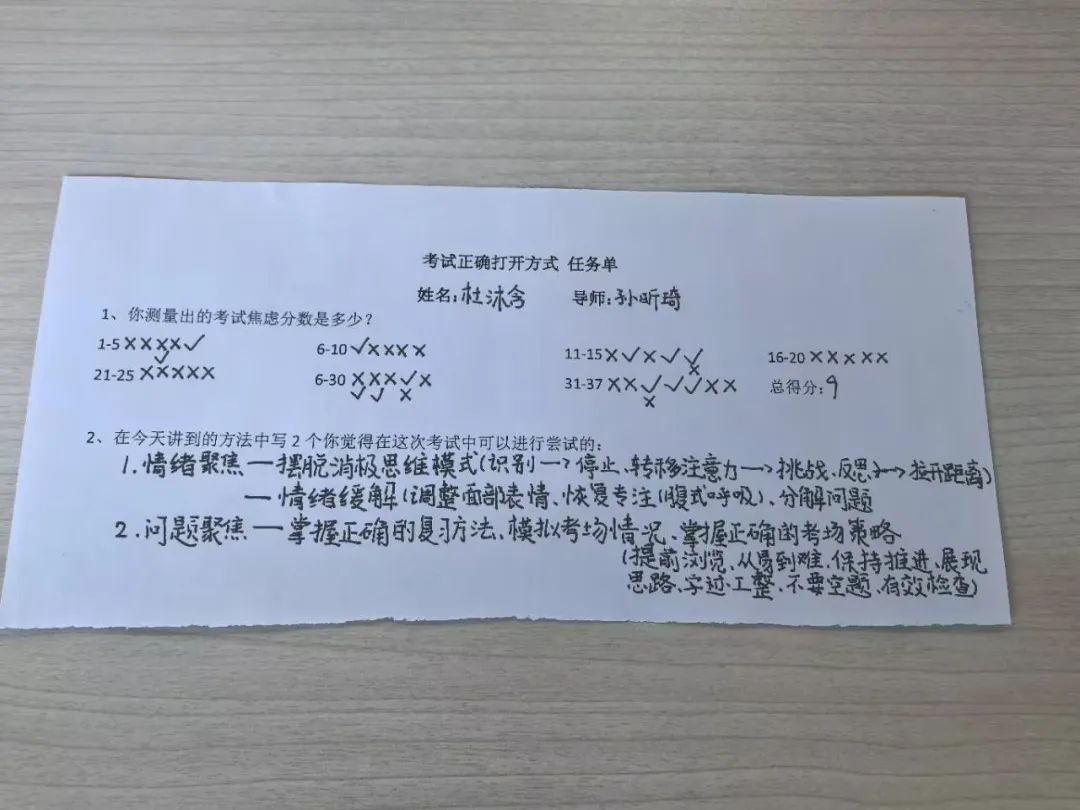 考试正确打开方式 任务单
姓名:杜沐含 导师:孙昕琦
1、你测量出的考试焦虑分数是多少?
1-5 ××××✓ 6-10 ✓×××× 11-15 ×✓×✓✓ 16-20 ×××××
✓ ×
21-25 ××××× 6-30 ×××✓× 31-37 ××✓✓✓×× 总得分:9
✓✓ × ×
2、在今天讲到的方法中写 2 个你觉得在这次考试中可以进行尝试的:
1.情绪聚焦—摆脱消极思维模式(识别—>停止、转移注意力—>挑战、反思—>拉开距离)
—情绪缓解(调整面部表情、恢复专注(腹式呼吸)、分解问题
2.问题聚焦—掌握正确的复习方法、模拟考场情况、掌握正确的考场策略
(提前浏览、从易到难、保持推进、展现
思路、字迹工整、不要空题、有效检查)